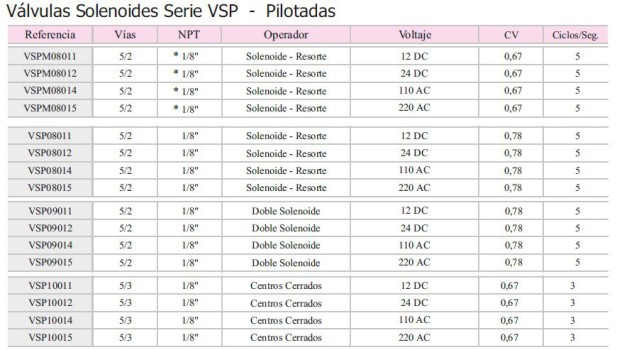 Válvulas Solenoides Serie VSP - Pilotadas
Referencia Vías NPT Operador Voltaje CV Ciclos/Seg.
VSPM08011 5/2 * 1/8" Solenoide - Resorte 12 DC 0,67 5
VSPM08012 5/2 * 1/8" Solenoide - Resorte 24 DC 0,67 5
VSPM08014 5/2 * 1/8" Solenoide - Resorte 110 AC 0,67 5
VSPM08015 5/2 * 1/8" Solenoide - Resorte 220 AC 0,67 5
VSP08011 5/2 1/8" Solenoide - Resorte 12 DC 0,78 5
VSP08012 5/2 1/8" Solenoide - Resorte 24 DC 0,78 5
VSP08014 5/2 1/8" Solenoide - Resorte 110 AC 0,78 5
VSP08015 5/2 1/8" Solenoide - Resorte 220 AC 0,78 5
VSP09011 5/2 1/8" Doble Solenoide 12 DC 0,78 5
VSP09012 5/2 1/8" Doble Solenoide 24 DC 0,78 5
VSP09014 5/2 1/8" Doble Solenoide 110 AC 0,78 5
VSP09015 5/2 1/8" Doble Solenoide 220 AC 0,78 5
VSP10011 5/3 1/8" Centros Cerrados 12 DC 0,67 3
VSP10012 5/3 1/8" Centros Cerrados 24 DC 0,67 3
VSP10014 5/3 1/8" Centros Cerrados 110 AC 0,67 3
VSP10015 5/3 1/8" Centros Cerrados 220 AC 0,67 3